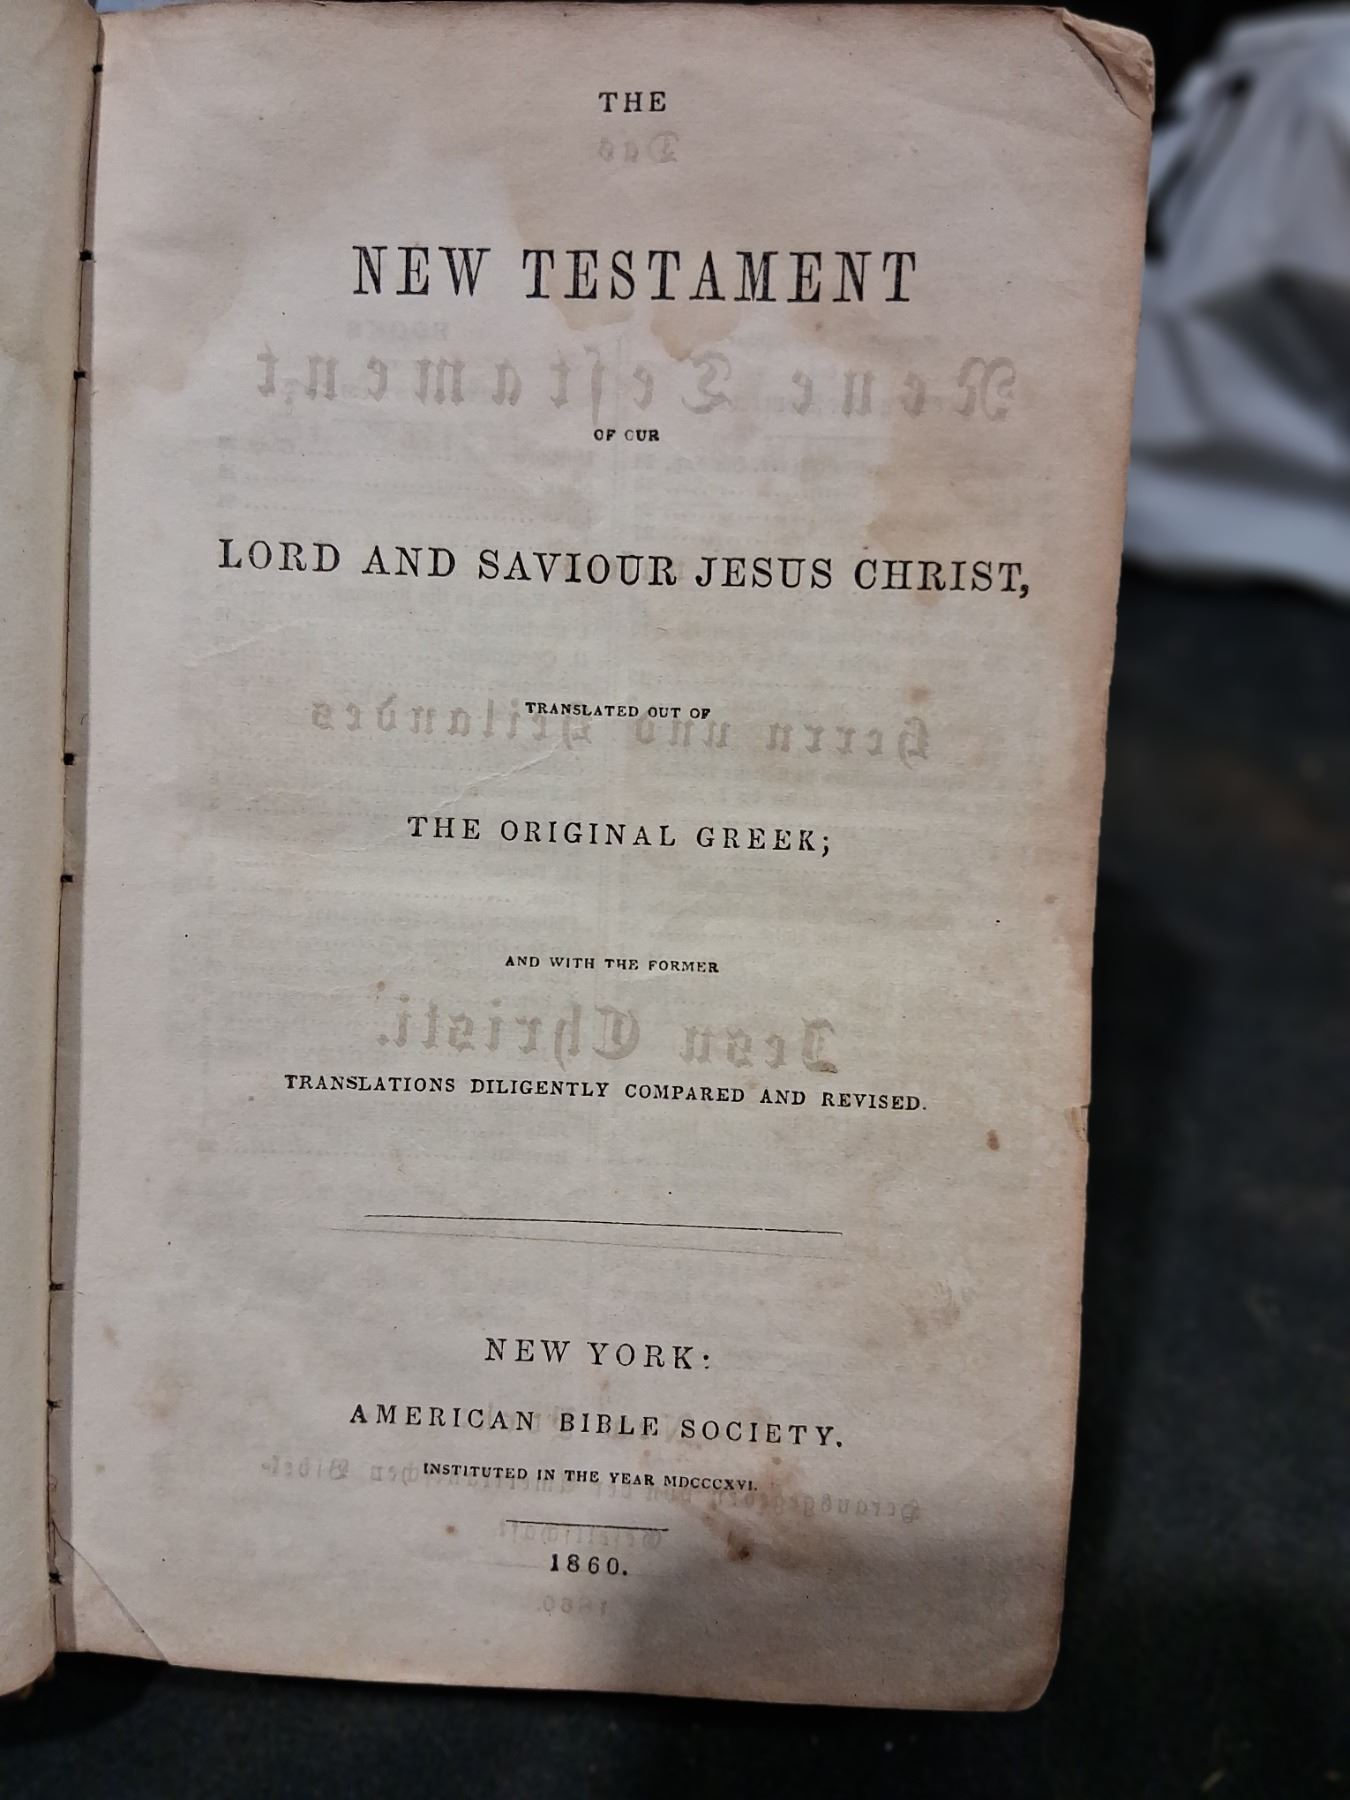 THE
NEW TESTAMENT
OF OUR
LORD AND SAVIOUR JESUS CHRIST,
TRANSLATED OUT OF
THE ORIGINAL GREEK;
AND WITH THE FORMER
TRANSLATIONS DILIGENTLY COMPARED AND REVISED.
NEW YORK:
AMERICAN BIBLE SOCIETY.
INSTITUTED IN THE YEAR MDCCCXVI.
1860.